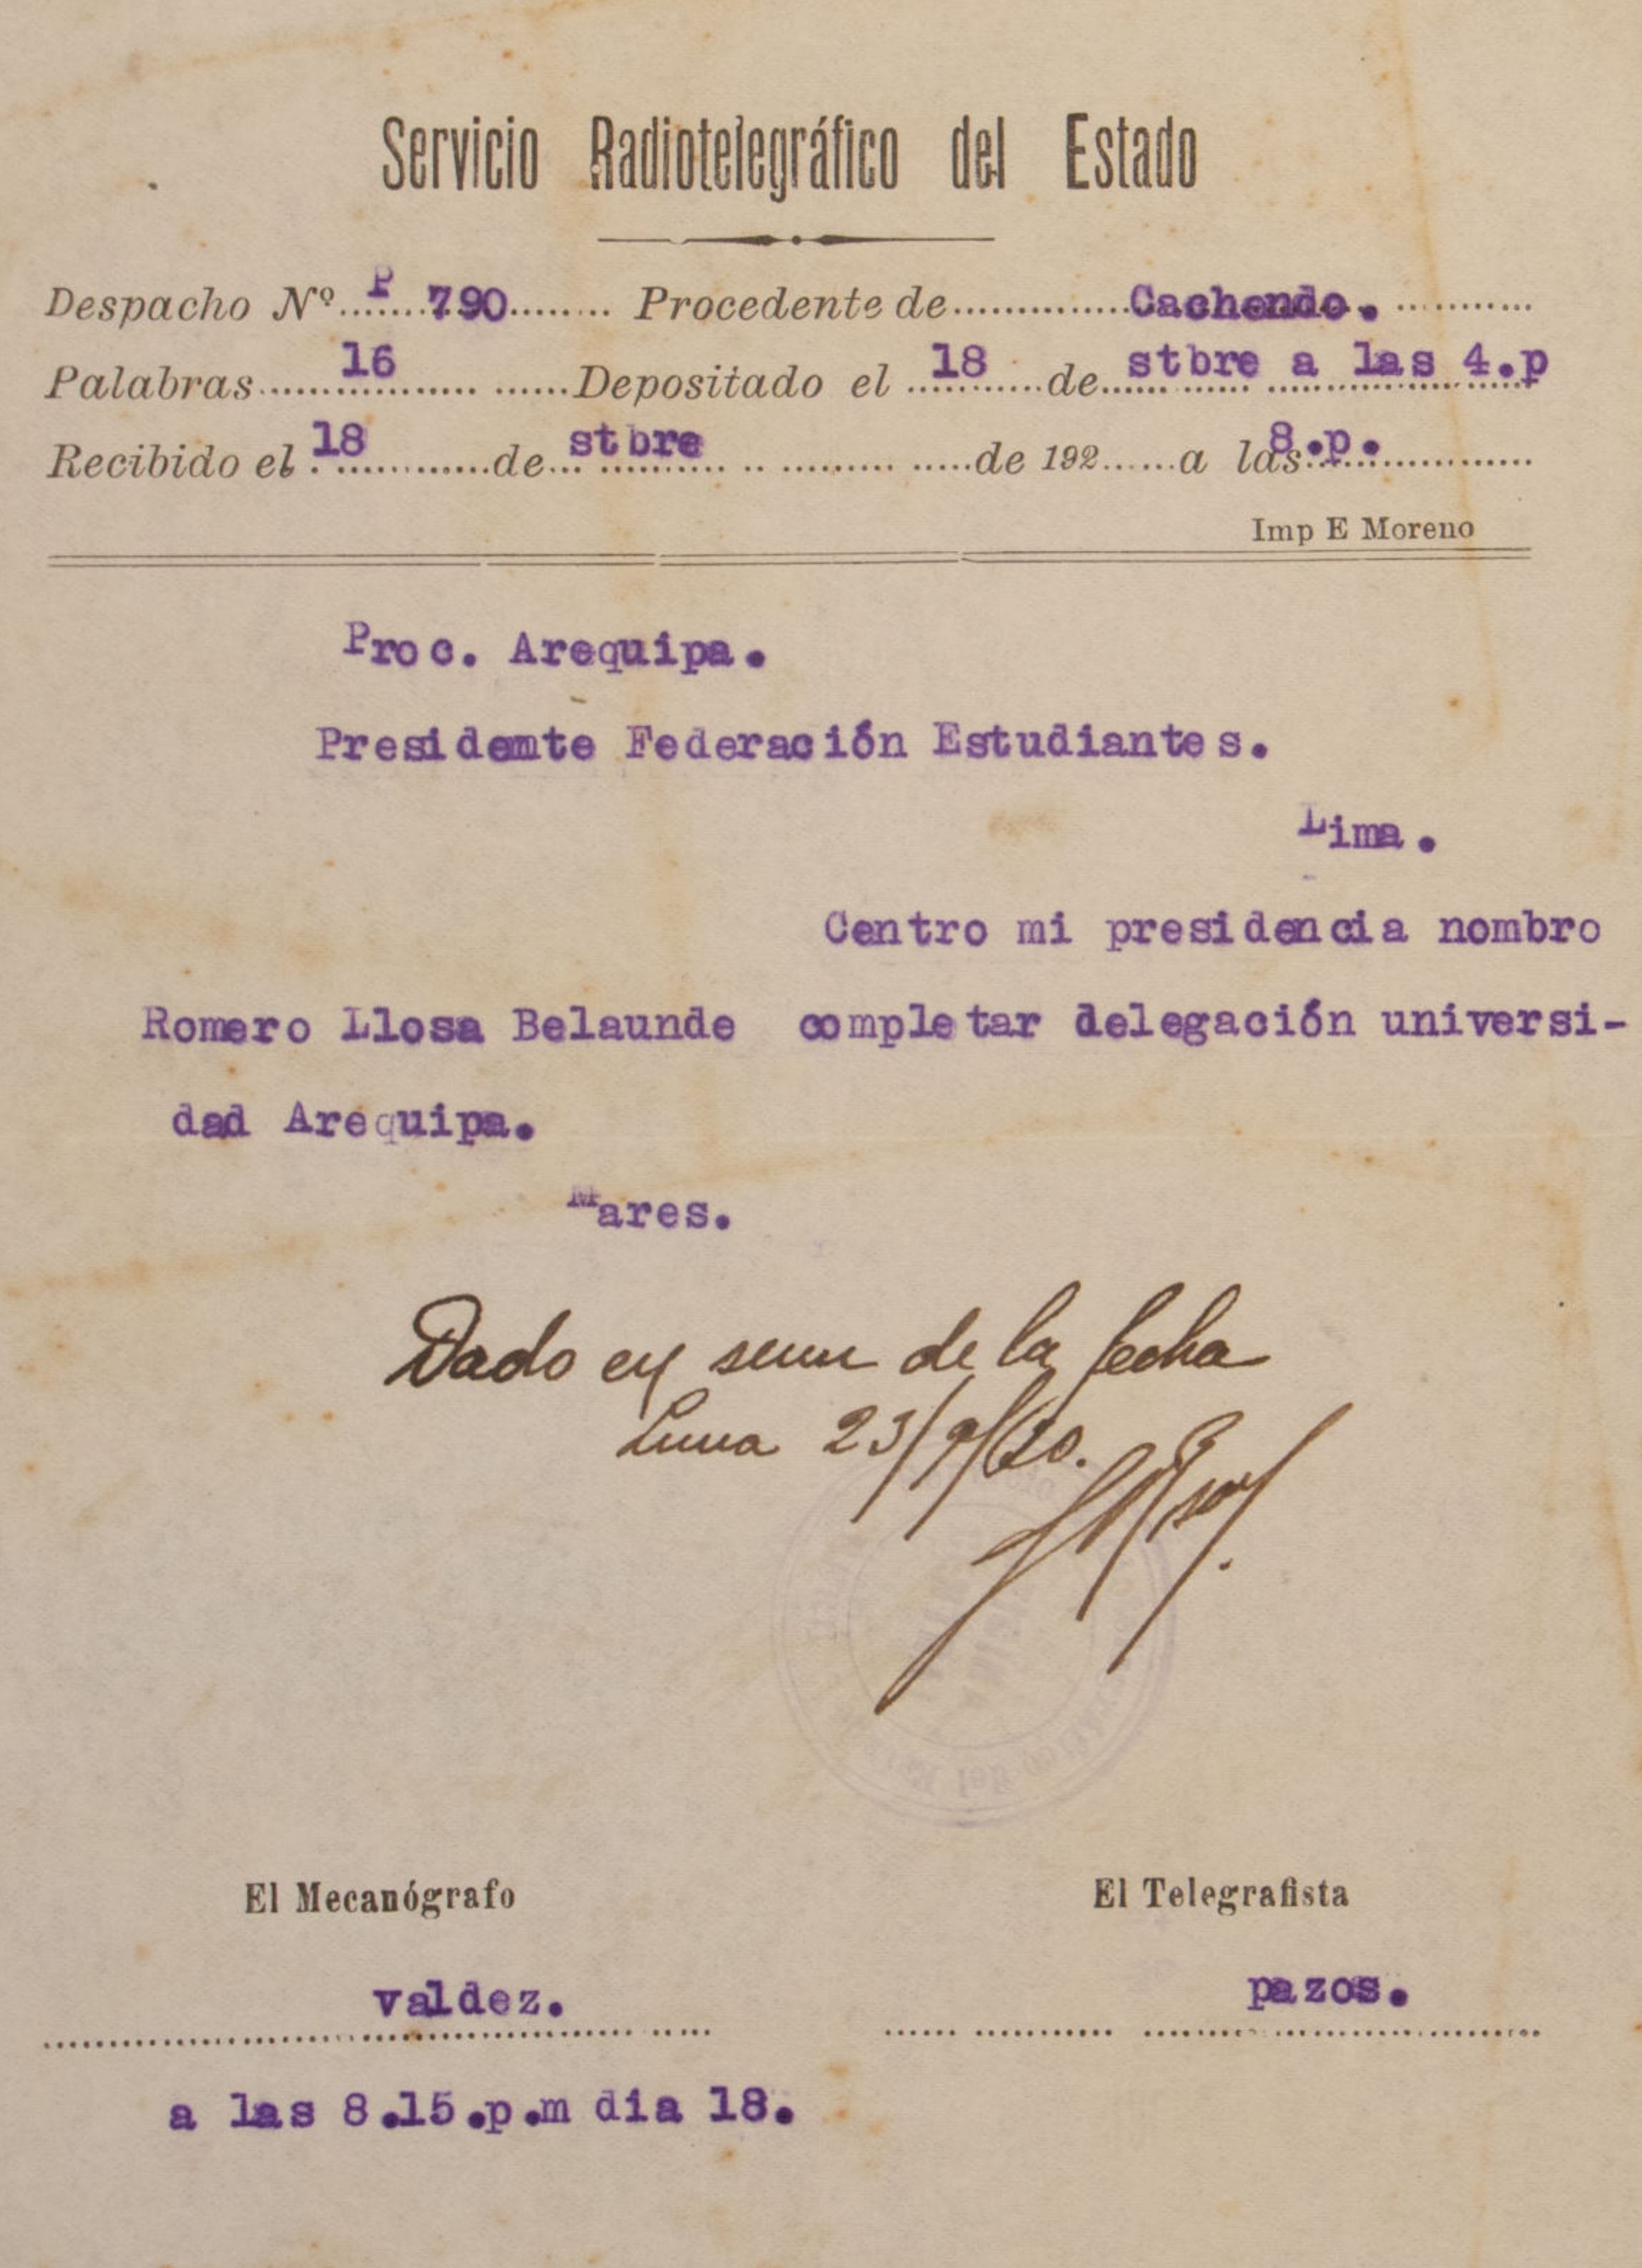 Servicio Radiotelegráfico del Estado
Despacho Nº P 790 Procedente de Cachendo.
Palabras 16 Depositado el 18 de stbre a las 4.p
Recibido el 18 de stbre de 192 a las 8.p.
Imp E Moreno
Proc. Arequipa.
Presidemte Federación Estudiantes.
Lima.
Centro mi presidencia nombro
Romero Llosa Belaunde completar delegación universi-
dad Arequipa.
Mares.
Dado en de la fecha
Lima 23/9/20.
El Mecanógrafo El Telegrafista
valdez. pazos.
a las 8.15.p.m dia 18.